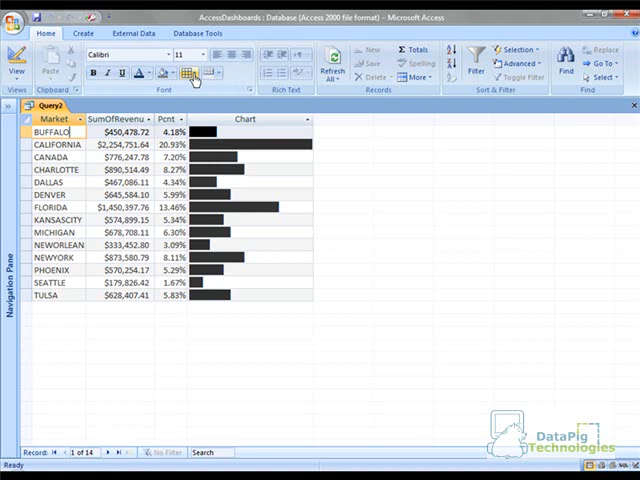 AccessDashboards : Database (Access 2000 file format) - Microsoft Access
Home Create External Data Database Tools
View Paste Calibri 11 Refresh All Totals Filter Selection Advanced Toggle Filter Find Go To
B I U A
Views Clipboard Font Rich Text Records Sort & Filter Find
Query2
Market SumOfRevenu Pcnt Chart
BUFFALO $450,478.72 4.18%
CALIFORNIA $2,254,751.64 20.93%
CANADA $776,247.78 7.20%
CHARLOTTE $890,514.49 8.27%
DALLAS $467,086.11 4.34%
DENVER $645,584.10 5.99%
FLORIDA $1,450,397.76 13.46%
KANSASCITY $574,899.15 5.34%
MICHIGAN $678,708.11 6.30%
NEWORLEAN $333,452.80 3.09%
NEWYORK $873,580.79 8.11%
PHOENIX $570,254.17 5.29%
SEATTLE $179,826.42 1.67%
TULSA $628,407.41 5.83%
Navigation Pane
DataPig
Technologies
Record: 1 of 14 No Filter Search
Ready
SQL